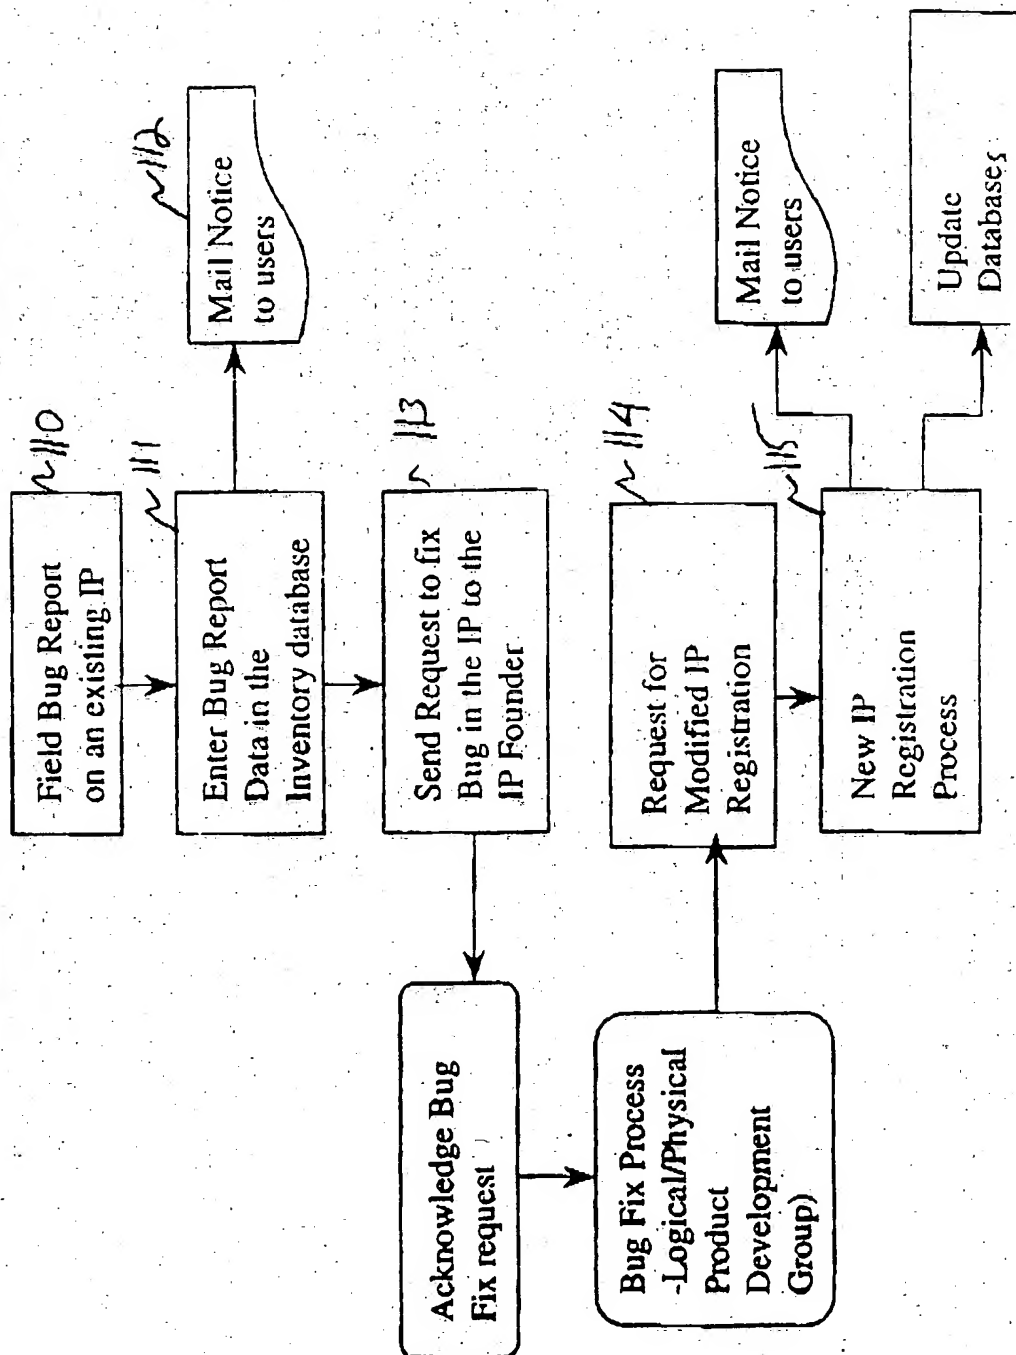 Field Bug Report
on an existing IP
~110
Enter Bug Report
Data in the
Inventory database
~111
Mail Notice
to users
~112
Send Request to fix
Bug in the IP to the
IP Founder
~113
Acknowledge Bug
Fix request
Bug Fix Process
-Logical/Physical
Product
Development
Group)
Request for
Modified IP
Registration
~114
New IP
Registration
Process
~115
Mail Notice
to users
Update
Databases